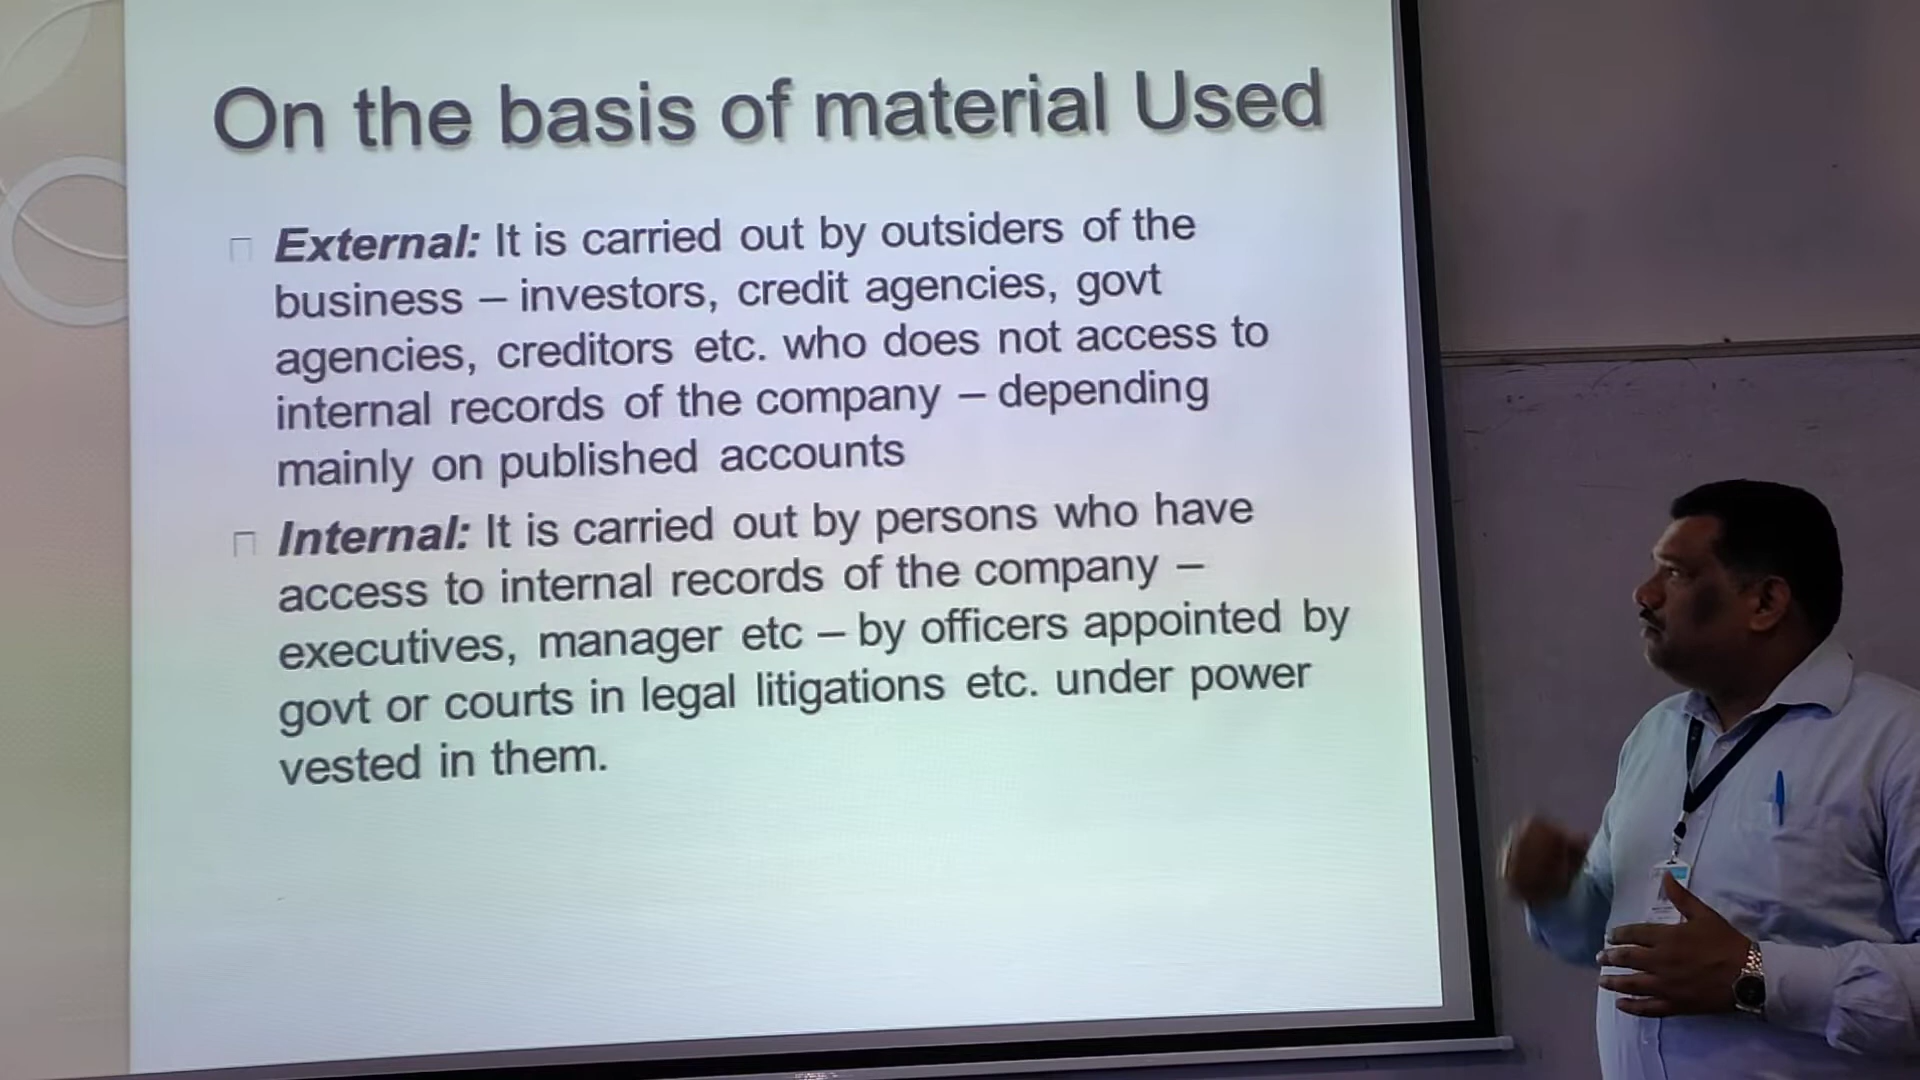 On the basis of material Used
External: It is carried out by outsiders of the
business – investors, credit agencies, govt
agencies, creditors etc. who does not access to
internal records of the company – depending
mainly on published accounts
Internal: It is carried out by persons who have
access to internal records of the company –
executives, manager etc – by officers appointed by
govt or courts in legal litigations etc. under power
vested in them.